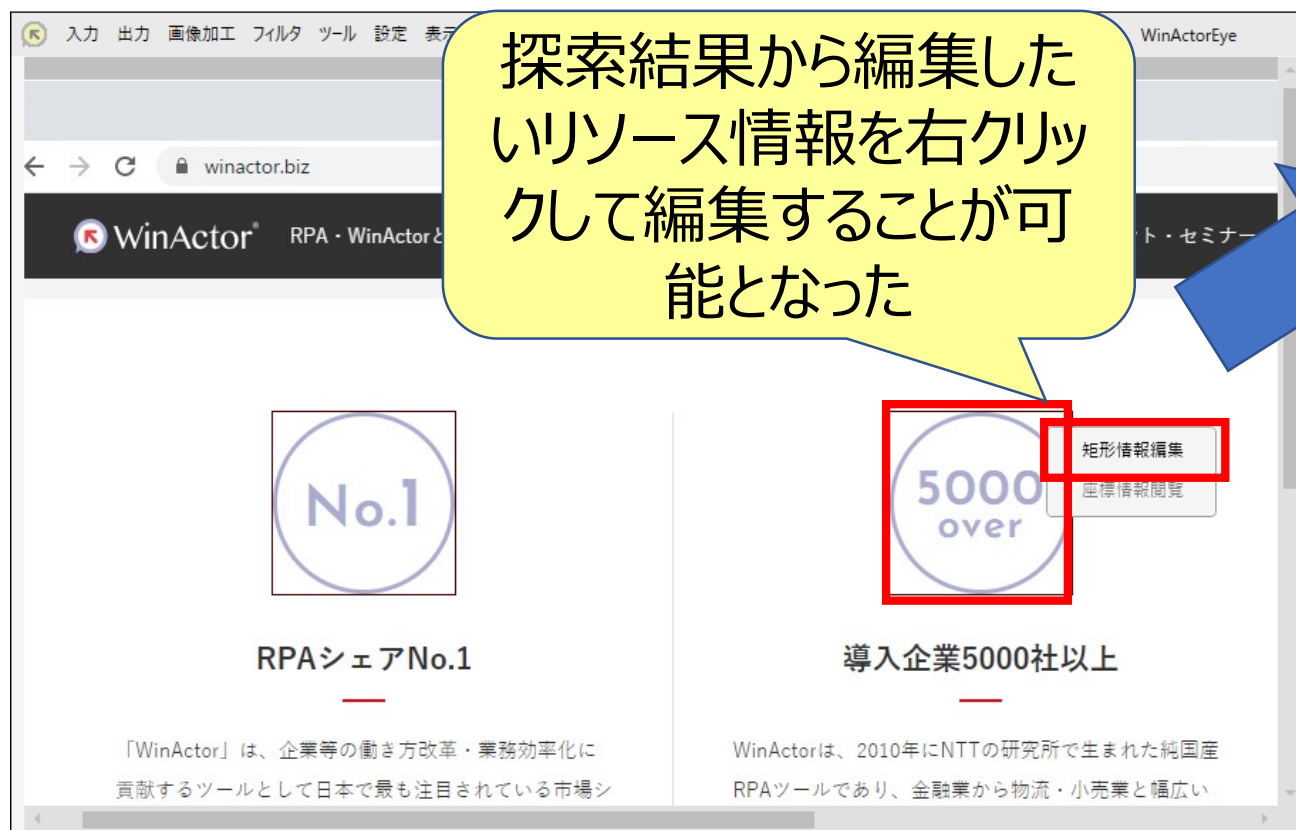 入力 出力 画像加工 フィルタ ツール 設定
WinActorEye
探索結果から編集した
いリソース情報を右クリッ
クして編集することが可
能となった
winactor.biz
WinActor® RPA・WinActorと
ト・セミナー
No.1
5000
over
矩形情報編集
座標情報閲覧
RPAシェアNo.1
導入企業5000社以上
「WinActor」は、企業等の働き方改革・業務効率化に
貢献するツールとして日本で最も注目されている市場シ
WinActorは、2010年にNTTの研究所で生まれた純国産
RPAツールであり、金融業から物流・小売業と幅広い